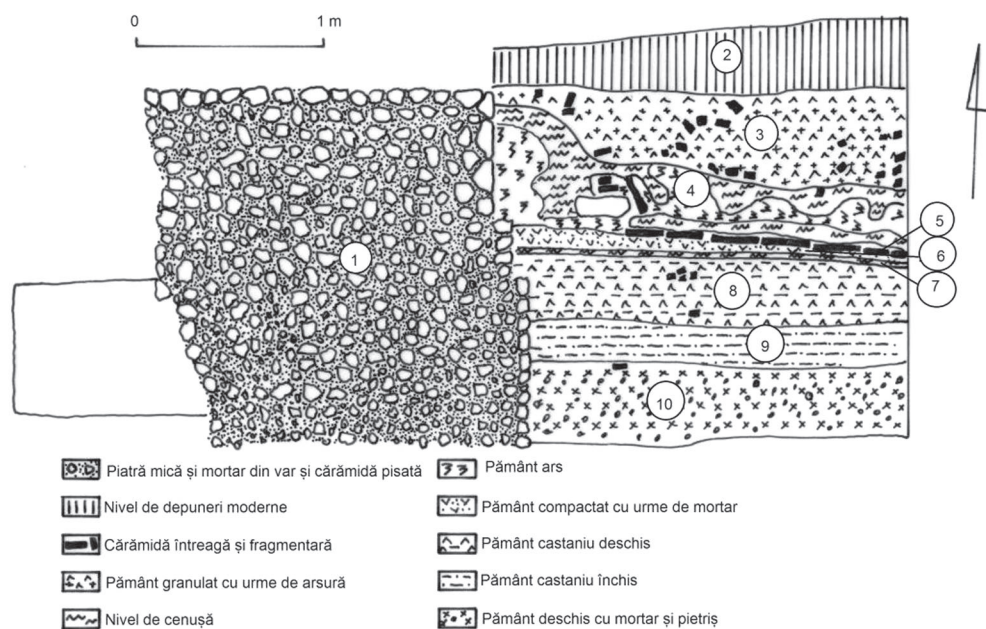 0 1 m
2
3
4
5
1
6
7
8
9
10
Piatră mică și mortar din var și cărămidă pisată
Nivel de depuneri moderne
Cărămidă întreagă și fragmentară
Pământ granulat cu urme de arsură
Nivel de cenușă
Pământ ars
Pământ compactat cu urme de mortar
Pământ castaniu deschis
Pământ castaniu închis
Pământ deschis cu mortar și pietriș